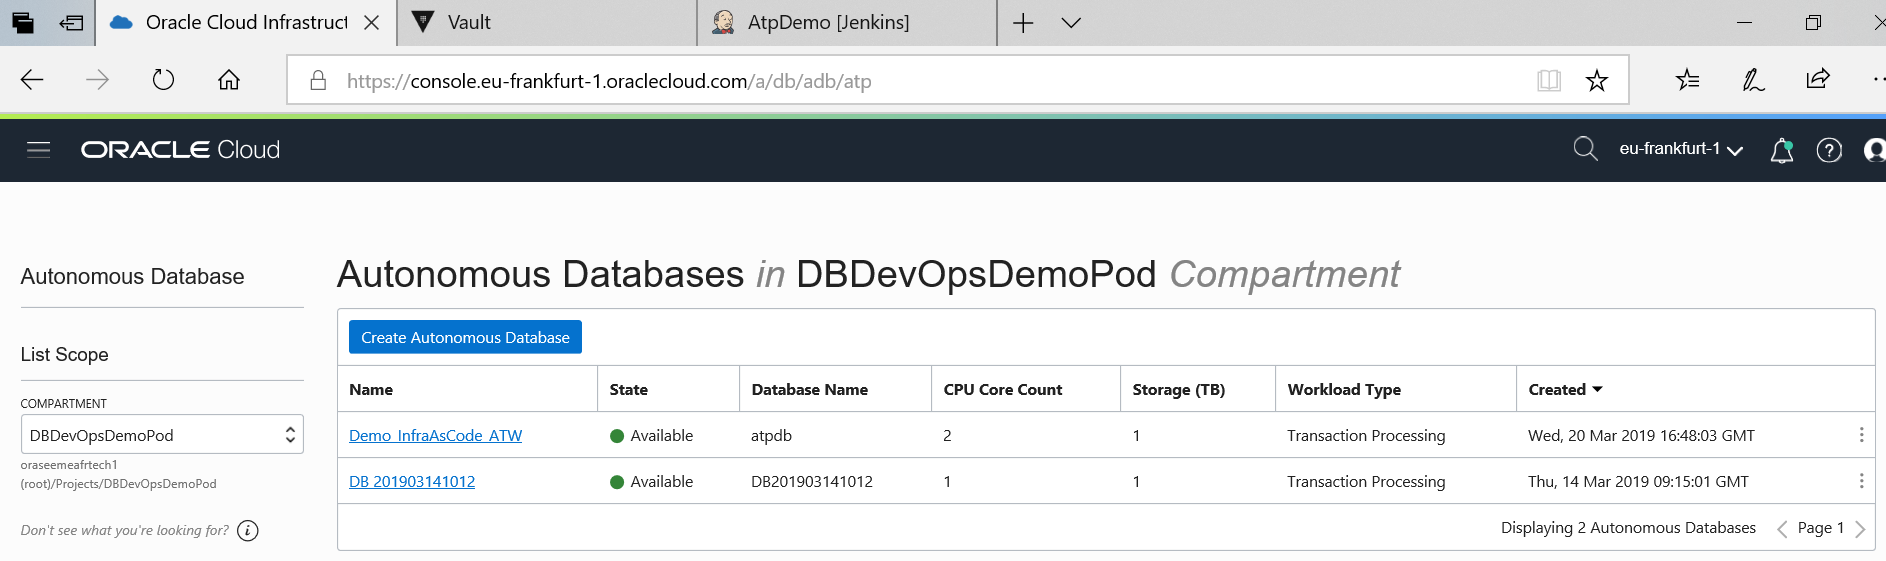 Oracle Cloud Infrastruct
Vault
AtpDemo [Jenkins]
https://console.eu-frankfurt-1.oraclecloud.com/a/db/adb/atp
ORACLE Cloud
eu-frankfurt-1
Autonomous Database
List Scope
COMPARTMENT
DBDevOpsDemoPod
oraseemeafrtech1
(root)/Projects/DBDevOpsDemoPod
Don't see what you're looking for?
Autonomous Databases in DBDevOpsDemoPod Compartment
Create Autonomous Database
Name State Database Name CPU Core Count Storage (TB) Workload Type Created
Demo_InfraAsCode_ATW Available atpdb 2 1 Transaction Processing Wed, 20 Mar 2019 16:48:03 GMT
DB 201903141012 Available DB201903141012 1 1 Transaction Processing Thu, 14 Mar 2019 09:15:01 GMT
Displaying 2 Autonomous Databases Page 1